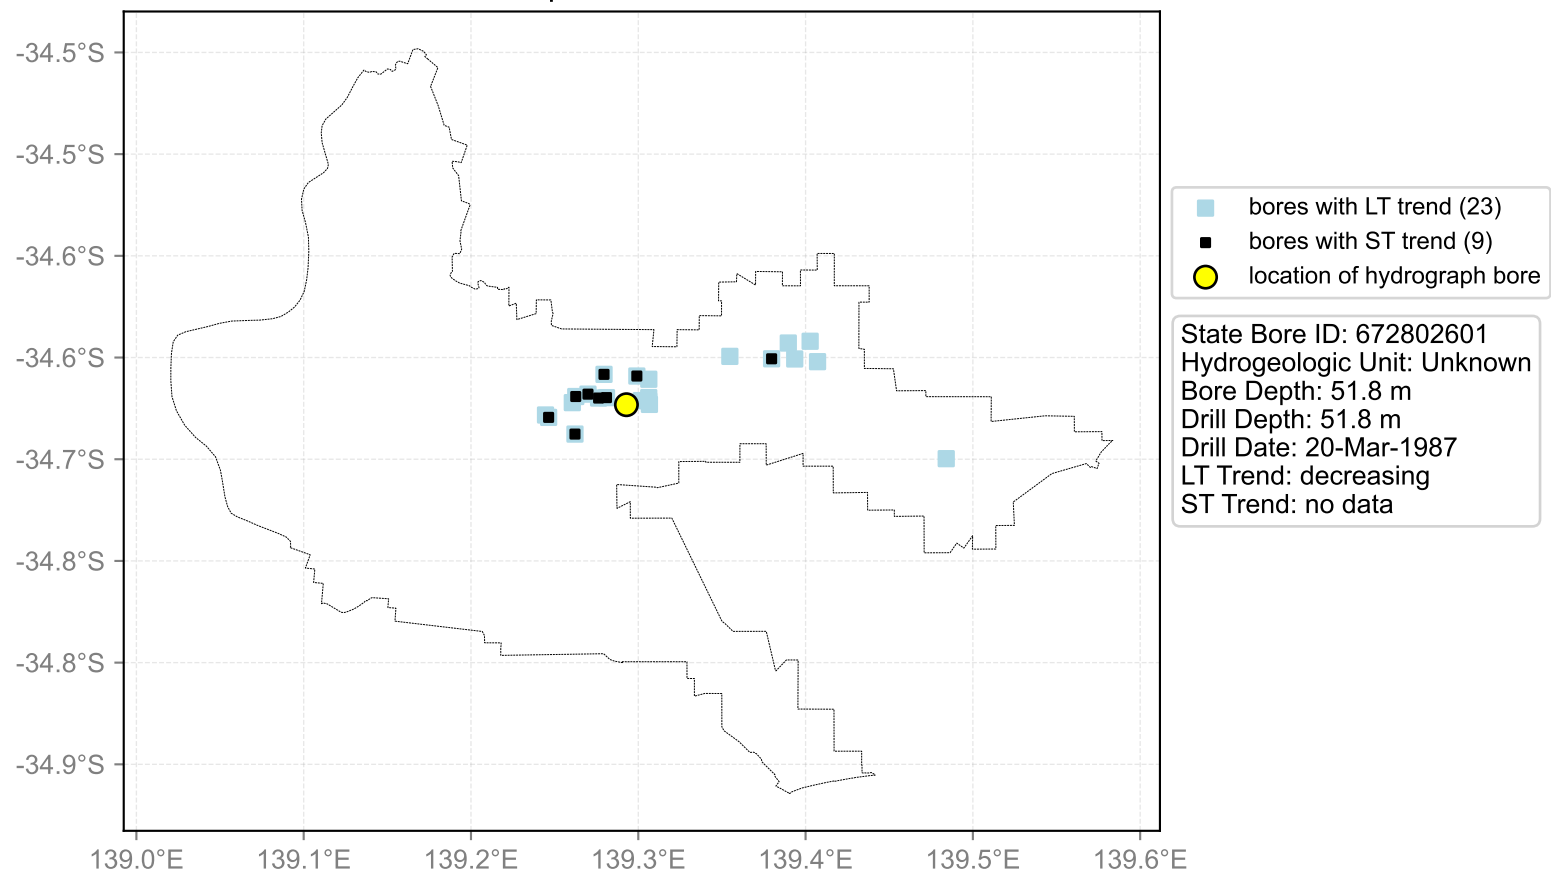 -34.5°S
-34.5°S
-34.6°S
-34.6°S
-34.7°S
-34.8°S
-34.8°S
-34.9°S
139.0°E
139.1°E
139.2°E
139.3°E
139.4°E
139.5°E
139.6°E
bores with LT trend (23)
bores with ST trend (9)
location of hydrograph bore
State Bore ID: 672802601
Hydrogeologic Unit: Unknown
Bore Depth: 51.8 m
Drill Depth: 51.8 m
Drill Date: 20-Mar-1987
LT Trend: decreasing
ST Trend: no data